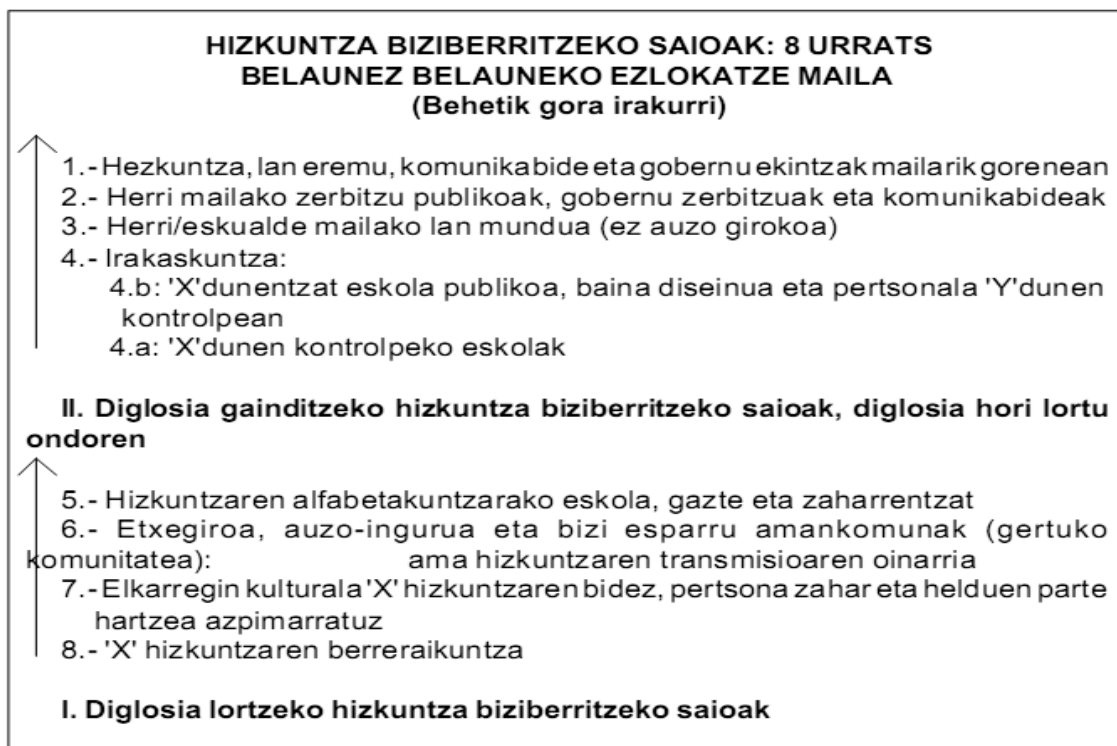 HIZKUNTZA BIZIBERRITZEKO SAIOAK: 8 URRATS
BELAUNEZ BELAUNEKO EZLOKATZE MAILA
(Behetik gora irakurri)
1.- Hezkuntza, lan eremu, komunikabide eta gobernu ekintzak mailarik gorenean
2.- Herri mailako zerbitzu publikoak, gobernu zerbitzuak eta komunikabideak
3.- Herri/eskualde mailako lan mundua (ez auzo girokoa)
4.- Irakaskuntza:
4.b: 'X'dunentzat eskola publikoa, baina diseinua eta pertsonala 'Y'dunen
kontrolpean
4.a: 'X'dunen kontrolpeko eskolak
II. Diglosia gainditzeko hizkuntza biziberritzeko saioak, diglosia hori lortu
ondoren
5.- Hizkuntzaren alfabetakuntzarako eskola, gazte eta zaharrentzat
6.- Etxegiroa, auzo-ingurua eta bizi esparru amankomunak (gertuko
komunitatea): ama hizkuntzaren transmisioaren oinarria
7.- Elkarregin kulturala 'X' hizkuntzaren bidez, pertsona zahar eta helduen parte
hartzea azpimarratuz
8.- 'X' hizkuntzaren berreraikuntza
I. Diglosia lortzeko hizkuntza biziberritzeko saioak